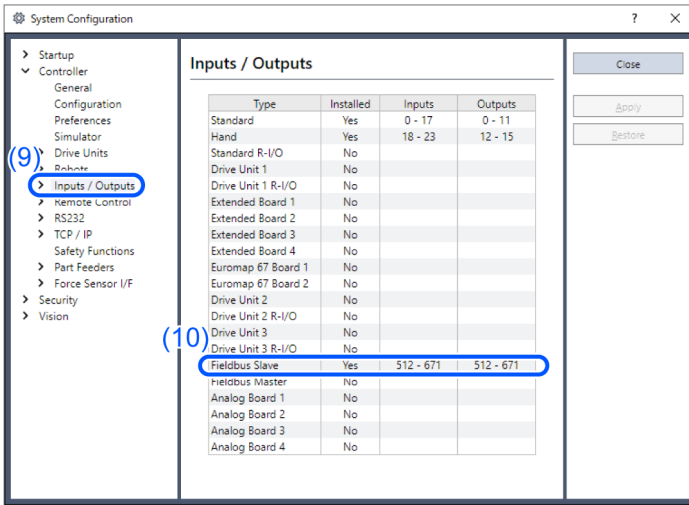 System Configuration ? ×
Startup
Controller
General
Configuration
Preferences
Simulator
Drive Units
(9)
Robots
Inputs / Outputs
Remote Control
RS232
TCP / IP
Safety Functions
Part Feeders
Force Sensor I/F
Security
Vision
Inputs / Outputs
Type Installed Inputs Outputs
Standard Yes 0 - 17 0 - 11
Hand Yes 18 - 23 12 - 15
Standard R-I/O No
Drive Unit 1 No
Drive Unit 1 R-I/O No
Extended Board 1 No
Extended Board 2 No
Extended Board 3 No
Extended Board 4 No
Euromap 67 Board 1 No
Euromap 67 Board 2 No
Drive Unit 2 No
Drive Unit 2 R-I/O No
Drive Unit 3 No
(10)
Drive Unit 3 R-I/O No
Fieldbus Slave Yes 512 - 671 512 - 671
Fieldbus Master No
Analog Board 1 No
Analog Board 2 No
Analog Board 3 No
Analog Board 4 No
Close
Apply
Restore